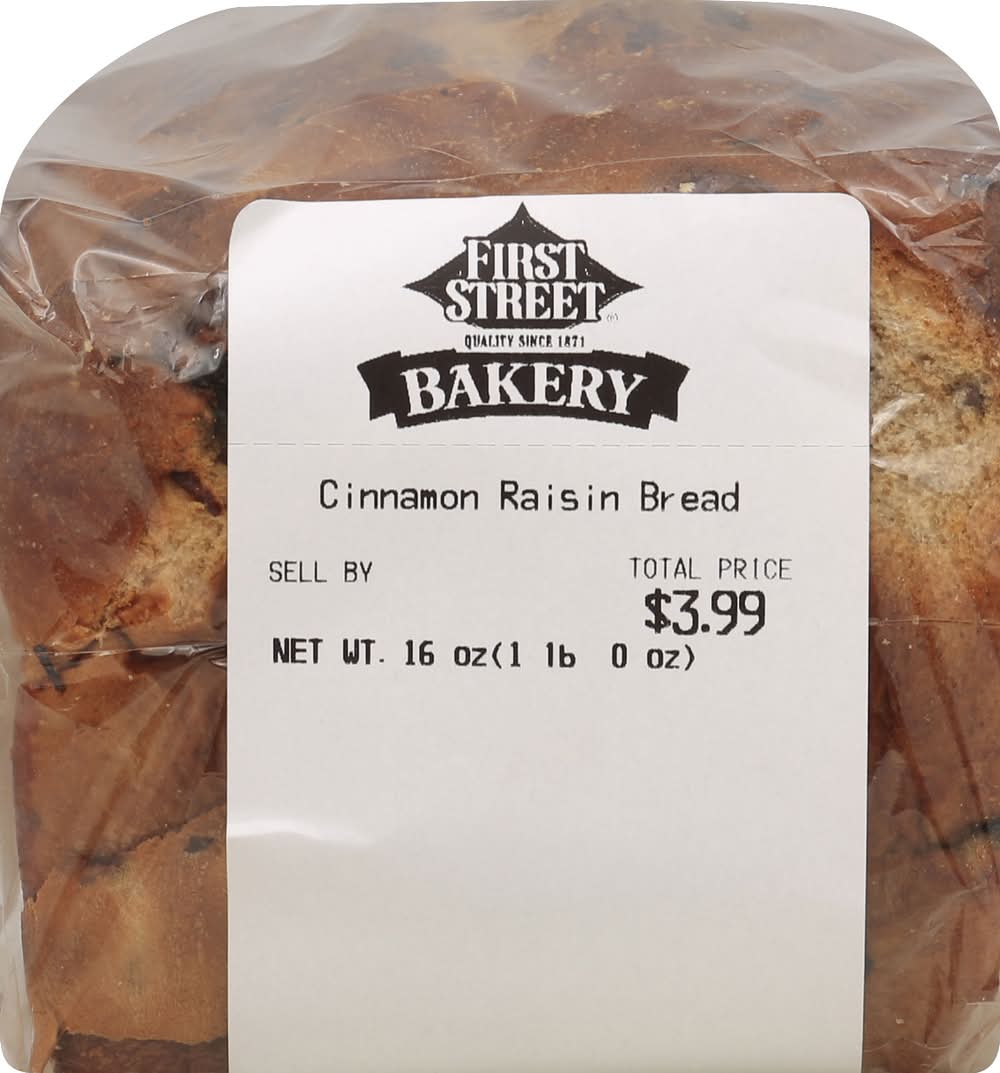 FIRST
STREET
QUALITY SINCE 1871
BAKERY
Cinnamon Raisin Bread
SELL BY
TOTAL PRICE
$3.99
NET WT. 16 oz(1 lb 0 oz)